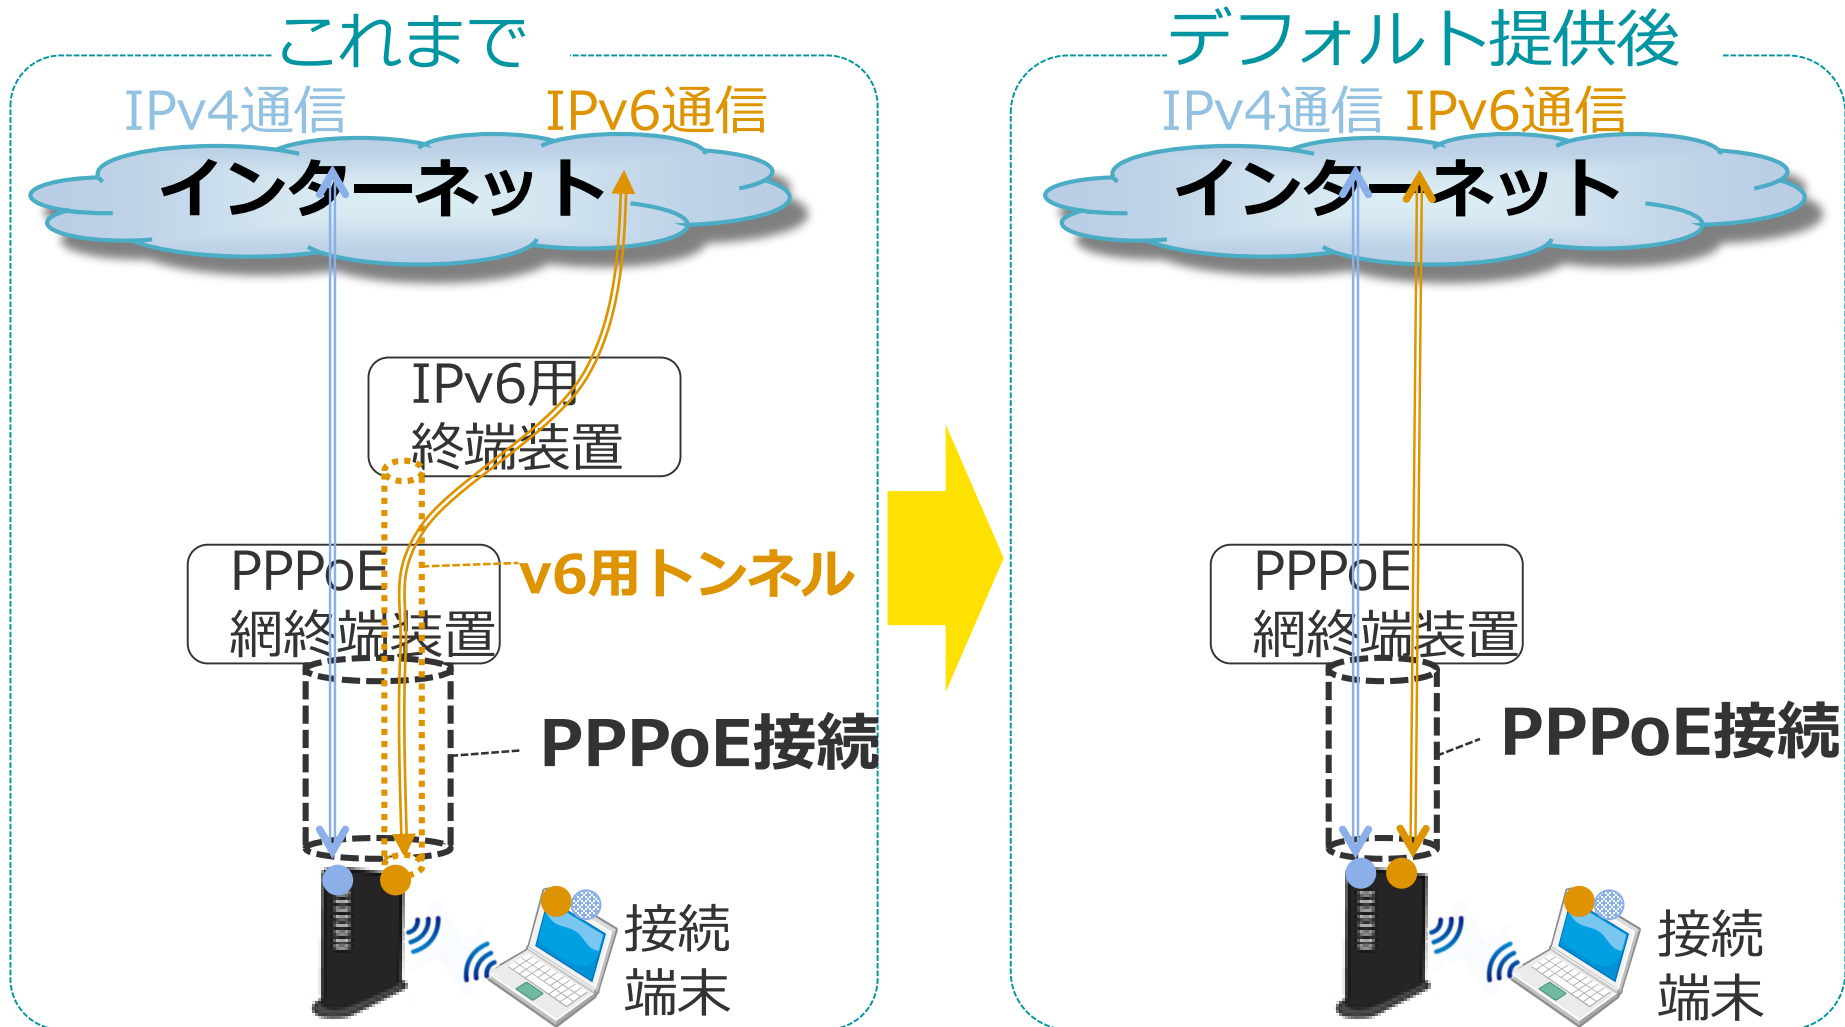 これまで
IPv4通信
IPv6通信
インターネット
IPv6用
終端装置
PPPoE
網終端装置
v6用トンネル
PPPoE接続
接続
端末
デフォルト提供後
IPv4通信
IPv6通信
インターネット
PPPoE
網終端装置
PPPoE接続
接続
端末